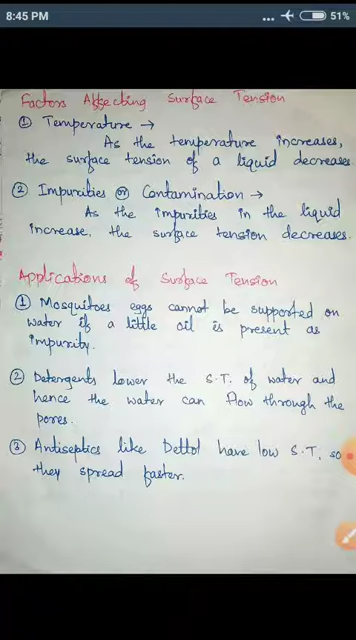 8:45 PM
... 51%
Factors Affecting Surface Tension
① Temperature →
As the temperature increases,
the surface tension of a liquid decreases
② Impurities or Contamination →
As the impurities in the liquid
increase, the surface tension decreases.
Applications of Surface Tension
① Mosquitoes eggs cannot be supported on
water if a little oil is present as
impurity.
② Detergents lower the S.T. of water and
hence the water can flow through the
pores.
③ Antiseptics like Dettol have low S.T, so
they spread faster.